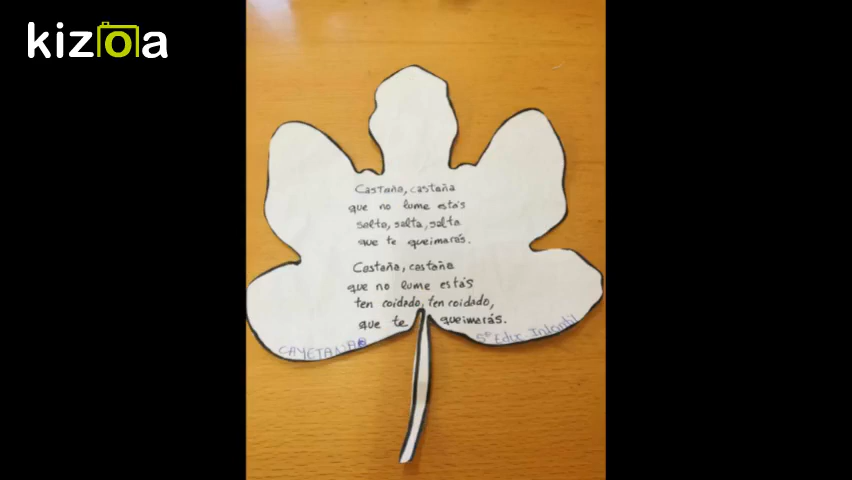 kizoa
Castaña, castaña
que no lume estás
salta, salta, salta
que te queimarás.
Castaña, castaña
que no lume estás
ten coidado, ten coidado,
que te queimarás.
CAYETANA
5º Educ. Infantil